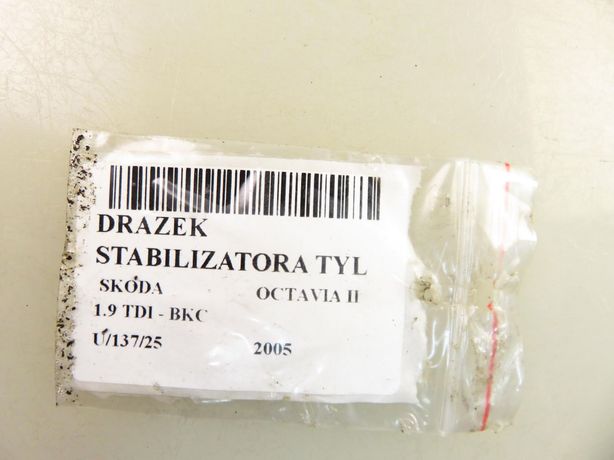 DRAZEK
STABILIZATORA TYL
SKODA OCTAVIA II
1.9 TDI - BKC
U/137/25 2005